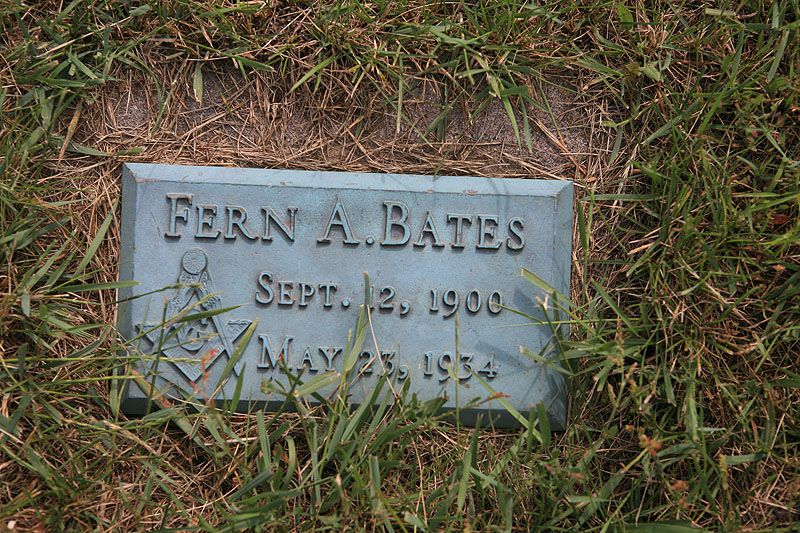 Fern A. Bates
Sept. 12, 1900
May 23, 1934